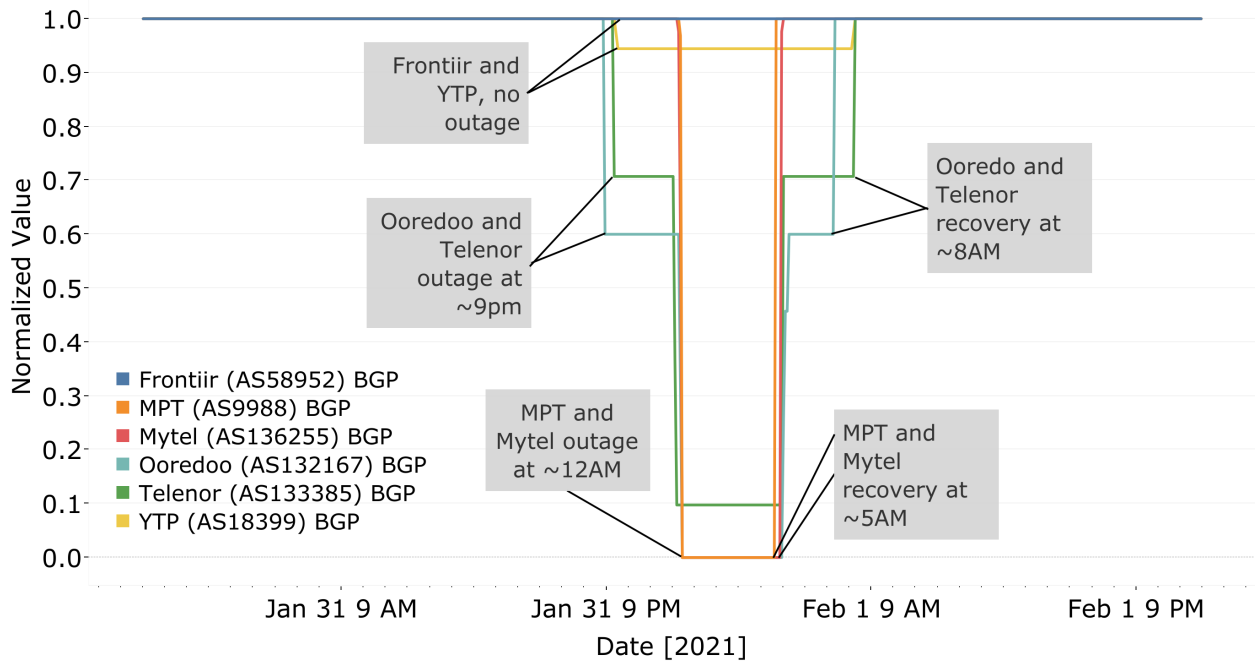 1.0
0.9
0.8
0.7
0.6
0.5
0.4
0.3
0.2
0.1
0.0
Normalized Value
Frontiir and
YTP, no
outage
Ooredoo and
Telenor
outage at
~9pm
Ooredo and
Telenor
recovery at
~8AM
MPT and
Mytel outage
at ~12AM
MPT and
Mytel
recovery at
~5AM
Frontiir (AS58952) BGP
MPT (AS9988) BGP
Mytel (AS136255) BGP
Ooredoo (AS132167) BGP
Telenor (AS133385) BGP
YTP (AS18399) BGP
Jan 31 9 AM
Jan 31 9 PM
Feb 1 9 AM
Feb 1 9 PM
Date [2021]